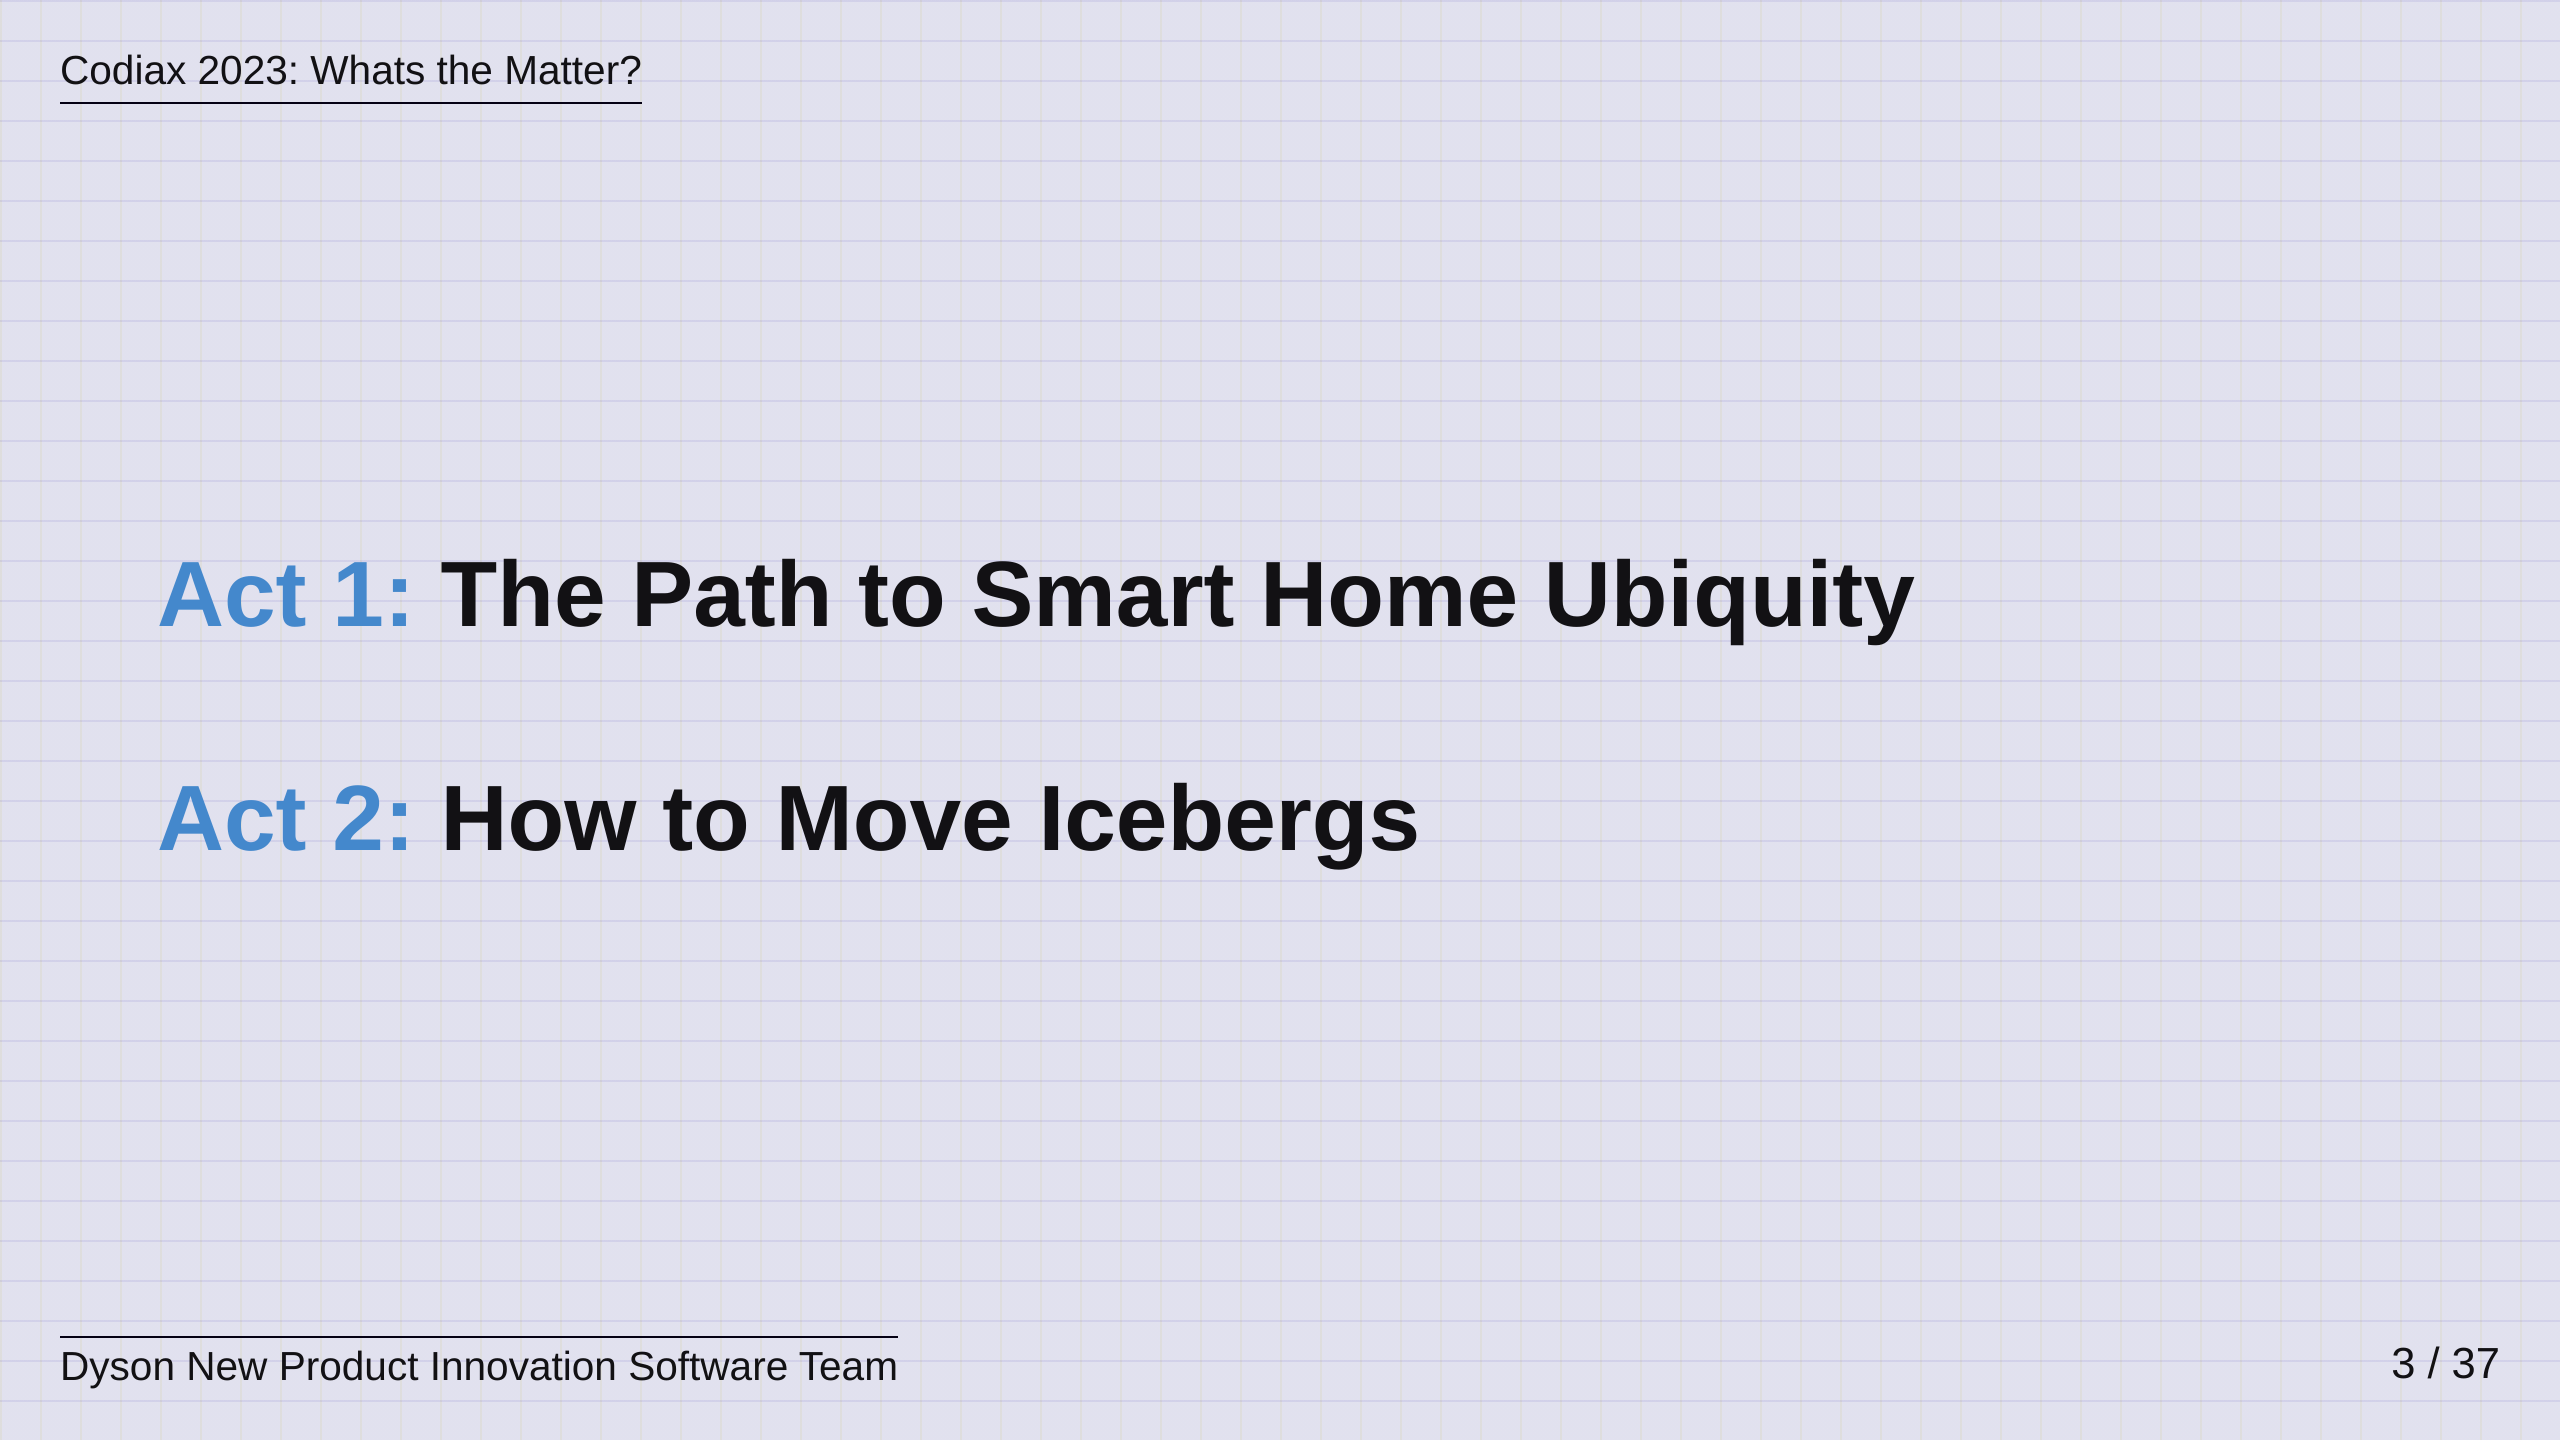 Codiax 2023: Whats the Matter?
Act 1: The Path to Smart Home Ubiquity
Act 2: How to Move Icebergs
Dyson New Product Innovation Software Team
3 / 37